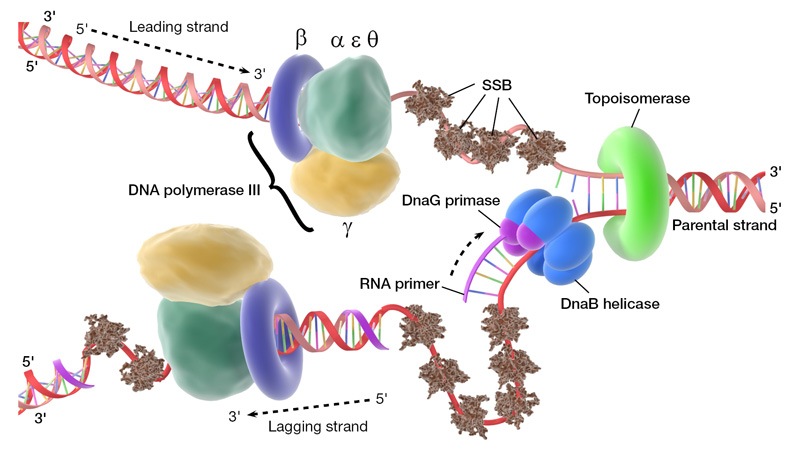 3'
5'
Leading strand
β
α ε θ
5'
3'
SSB
Topoisomerase
3'
5'
DNA polymerase III
DnaG primase
Parental strand
γ
RNA primer
DnaB helicase
5'
3'
5'
3'
Lagging strand